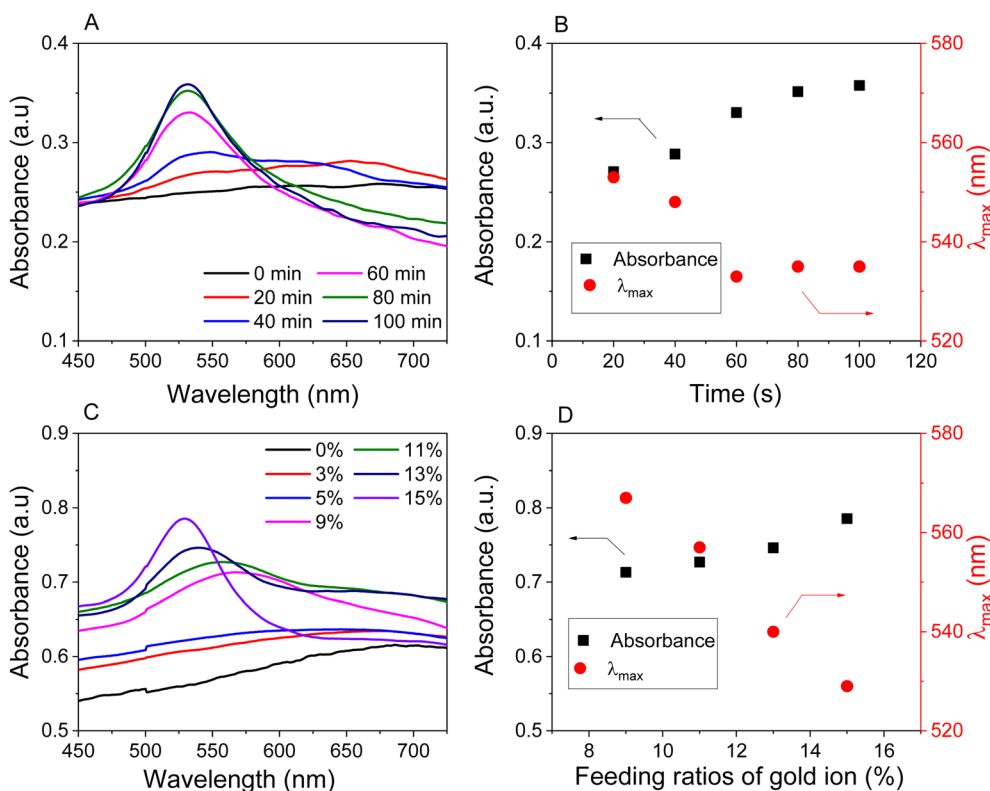 A
Absorbance (a.u)
0.4
0.3
0.2
0.1
450 500 550 600 650 700
Wavelength (nm)
0 min 60 min
20 min 80 min
40 min 100 min
B
Absorbance (a.u.)
0.4
0.3
0.2
0.1
0 20 40 60 80 100 120
Time (s)
Absorbance
λmax
580
560
540
520
λmax (nm)
C
Absorbance (a.u.)
0.9
0.8
0.7
0.6
0.5
450 500 550 600 650 700
Wavelength (nm)
0% 11%
3% 13%
5% 15%
9%
D
Absorbance (a.u.)
0.9
0.8
0.7
0.6
0.5
8 10 12 14 16
Feeding ratios of gold ion (%)
Absorbance
λmax
580
560
540
520
λmax (nm)